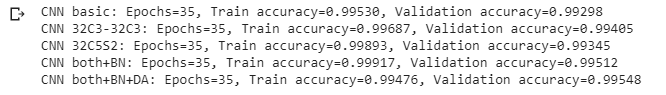 CNN basic: Epochs=35, Train accuracy=0.99530, Validation accuracy=0.99298
CNN 32C3-32C3: Epochs=35, Train accuracy=0.99687, Validation accuracy=0.99405
CNN 32C5S2: Epochs=35, Train accuracy=0.99893, Validation accuracy=0.99345
CNN both+BN: Epochs=35, Train accuracy=0.99917, Validation accuracy=0.99512
CNN both+BN+DA: Epochs=35, Train accuracy=0.99476, Validation accuracy=0.99548